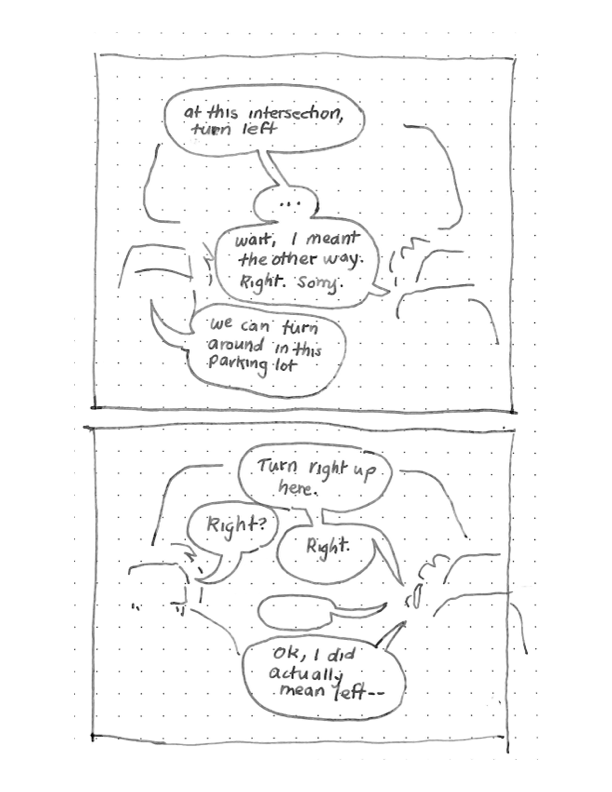 at this intersection,
turn left
...
wait, I meant
the other way.
Right. Sorry.
we can turn
around in this
parking lot
Turn right up
here.
Right?
Right.
Ok, I did
actually
mean left--